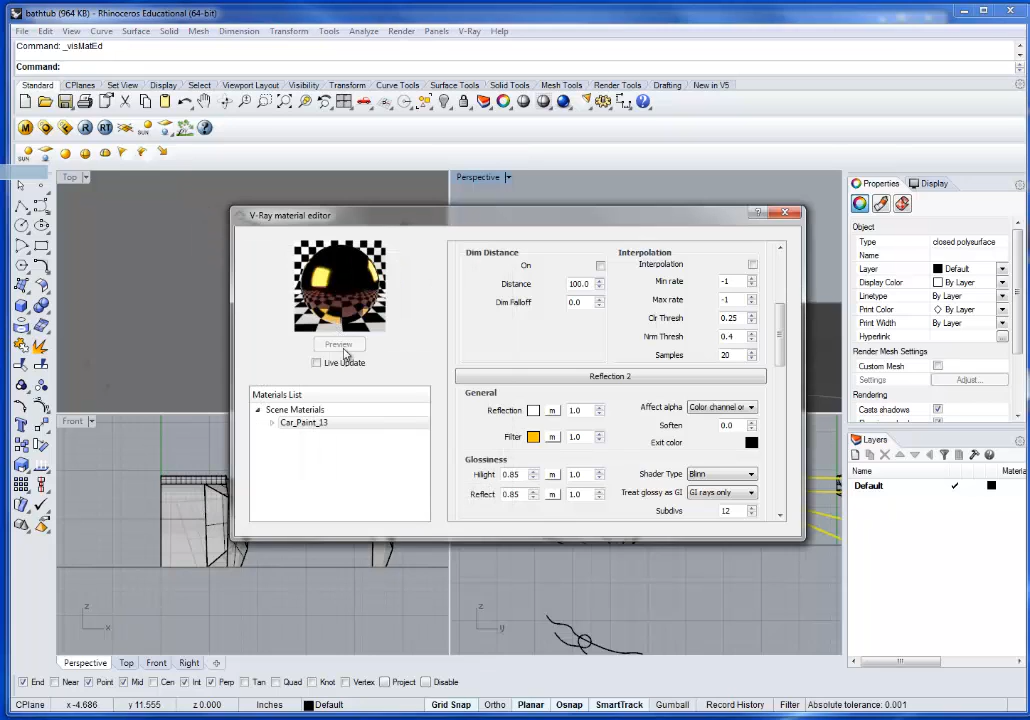 bathtub (964 KB) - Rhinoceros Educational (64-bit)
File Edit View Curve Surface Solid Mesh Dimension Transform Tools Analyze Render Panels V-Ray Help
Command: _visMatEd
Command:
Standard CPlanes Set View Display Select Viewport Layout Visibility Transform Curve Tools Surface Tools Solid Tools Mesh Tools Render Tools Drafting New in V5
M R RT SUN
SUN
Top
Perspective
Properties Display
V-Ray material editor
Object
Type closed polysurface
Name
Layer Default
Display Color By Layer
Linetype By Layer
Print Color By Layer
Print Width By Layer
Hyperlink
Render Mesh Settings
Custom Mesh
Settings Adjust...
Rendering
Casts shadows
Dim Distance
On
Distance 100.0
Dim Falloff 0.0
Interpolation
Interpolation
Min rate -1
Max rate -1
Clr Thresh 0.25
Nrm Thresh 0.4
Samples 20
Preview
Live Update
Reflection 2
Materials List
Scene Materials
Car_Paint_13
General
Reflection m 1.0
Filter m 1.0
Affect alpha Color channel or
Soften 0.0
Exit color
Glossiness
Hilight 0.85 m 1.0
Reflect 0.85 m 1.0
Shader Type Blinn
Treat glossy as GI GI rays only
Subdivs 12
Front
Layers
Name Materia
Default
z x
z y
Perspective Top Front Right
End Near Point Mid Cen Int Perp Tan Quad Knot Vertex Project Disable
CPlane x -4.686 y 11.555 z 0.000 Inches Default Grid Snap Ortho Planar Osnap SmartTrack Gumball Record History Filter Absolute tolerance: 0.001